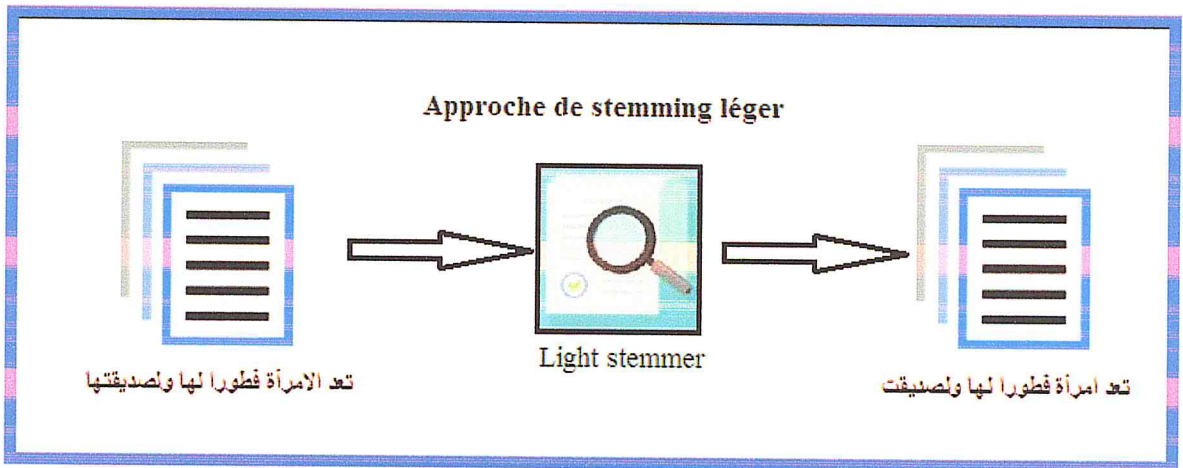 Approche de stemming léger
Light stemmer
تعد الامرأة فطورا لها ولصديقتها
تعد امرأة فطورا لها ولصديقت